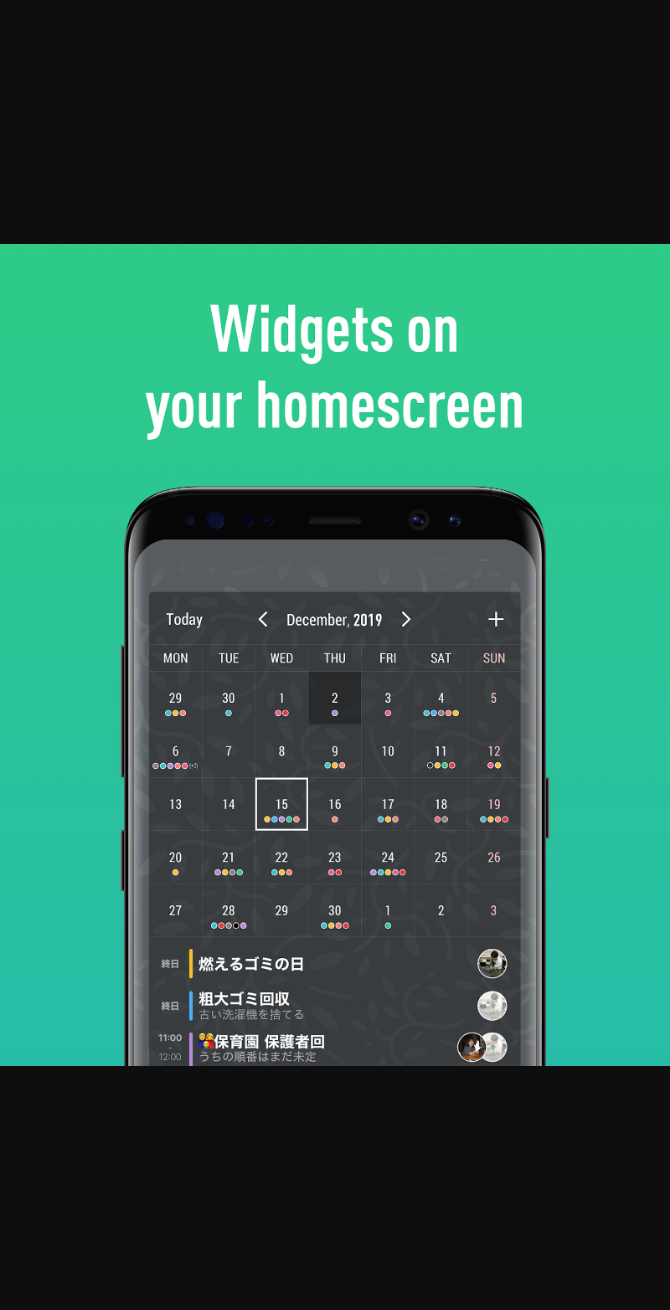 Widgets on
your homescreen
Today December, 2019
MON TUE WED THU FRI SAT SUN
29 30 1 2 3 4 5
6 7 8 9 10 11 12
(+2)
13 14 15 16 17 18 19
20 21 22 23 24 25 26
27 28 29 30 1 2 3
終日 燃えるゴミの日
終日 粗大ゴミ回収
古い洗濯機を捨てる
11:00 保育園 保護者回
12:00 うちの順番はまだ未定